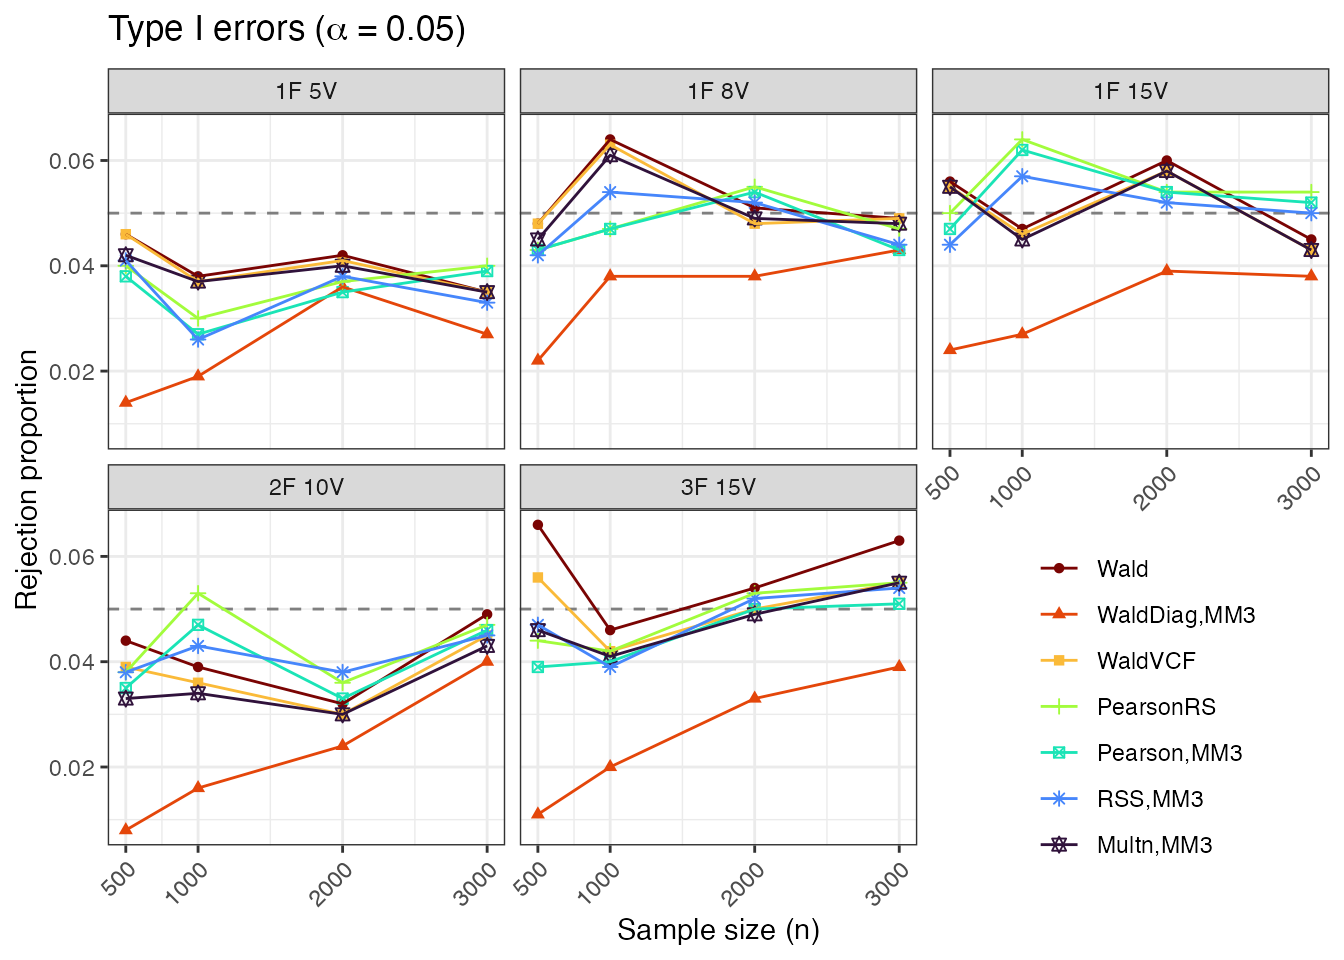 Type I errors (α = 0.05)
1F 5V
1F 8V
1F 15V
0.06
0.04
0.02
500
1000
2000
3000
2F 10V
3F 15V
0.06
0.04
0.02
500
1000
2000
3000
500
1000
2000
3000
Rejection proportion
Sample size (n)
Wald
WaldDiag,MM3
WaldVCF
PearsonRS
Pearson,MM3
RSS,MM3
Multn,MM3